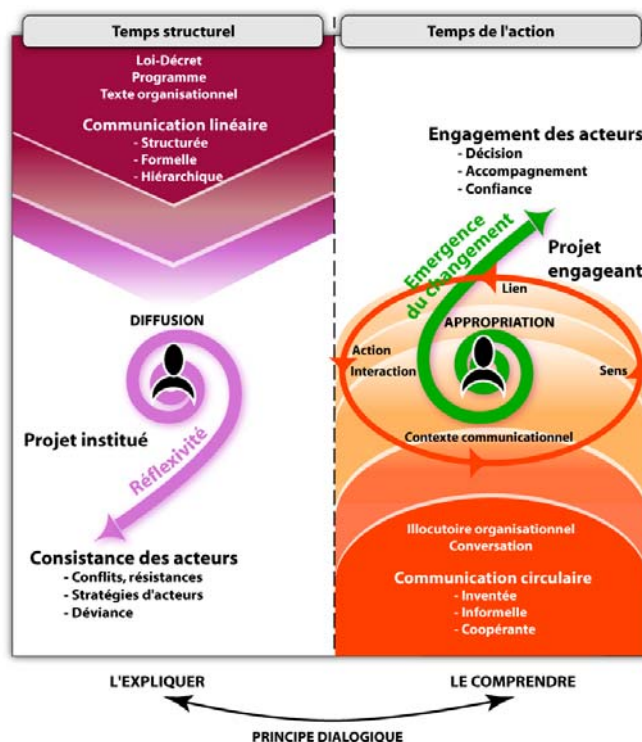 Temps structurel
Loi-Décret
Programme
Texte organisationnel
Communication linéaire
- Structurée
- Formelle
- Hiérarchique
DIFFUSION
Projet institué
Réflexivité
Consistance des acteurs
- Conflits, résistances
- Stratégies d'acteurs
- Déviance
Temps de l'action
Engagement des acteurs
- Décision
- Accompagnement
- Confiance
Emergence
du changement
Projet
engageant
Lien
APPROPRIATION
Action
Interaction
Sens
Contexte communicationnel
Illocutoire organisationnel
Conversation
Communication circulaire
- Inventée
- Informelle
- Coopérante
L'EXPLIQUER
LE COMPRENDRE
PRINCIPE DIALOGIQUE